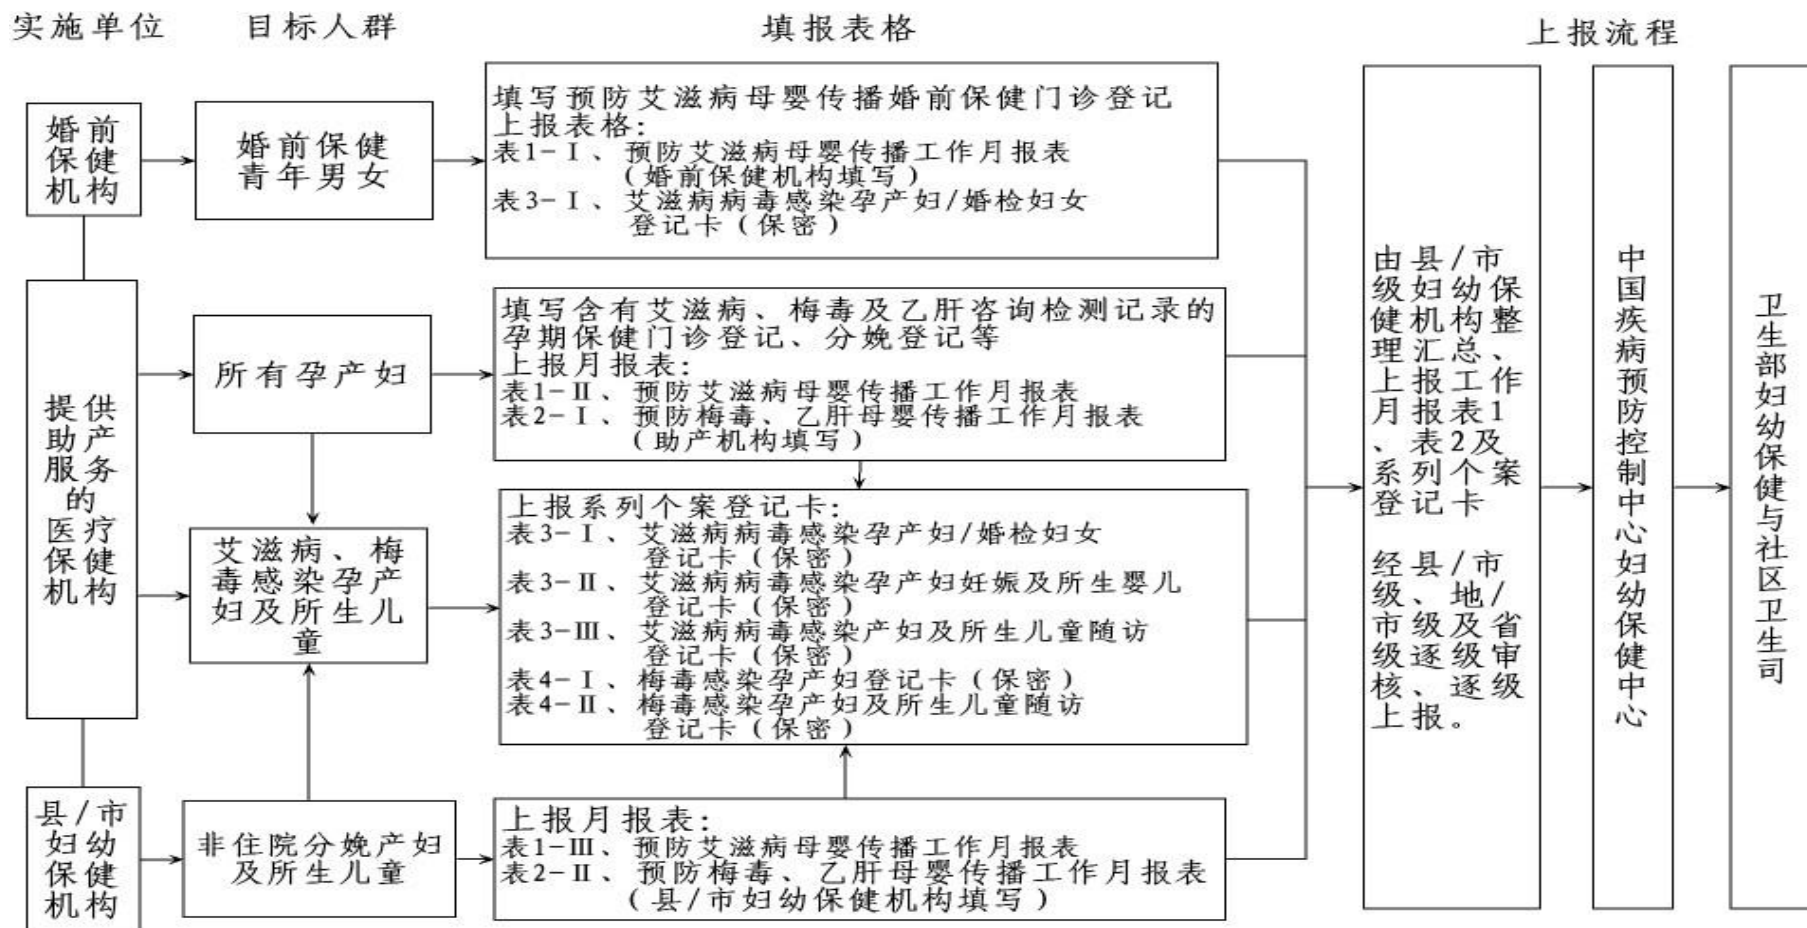 实施单位
目标人群
填报表格
上报流程
婚前
保健
机构
婚前保健
青年男女
填写预防艾滋病母婴传播婚前保健门诊登记
上报表格:
表1-Ⅰ、预防艾滋病母婴传播工作月报表
(婚前保健机构填写)
表3-Ⅰ、艾滋病病毒感染孕产妇/婚检妇女
登记卡(保密)
提供
助产
服务
的
医疗
保健
机构
所有孕产妇
填写含有艾滋病、梅毒及乙肝咨询检测记录的
孕期保健门诊登记、分娩登记等
上报月报表:
表1-Ⅱ、预防艾滋病母婴传播工作月报表
表2-Ⅰ、预防梅毒、乙肝母婴传播工作月报表
(助产机构填写)
艾滋病、梅
毒感染孕产
妇及所生儿
童
上报系列个案登记卡:
表3-Ⅰ、艾滋病病毒感染孕产妇/婚检妇女
登记卡(保密)
表3-Ⅱ、艾滋病病毒感染孕产妇妊娠及所生婴儿
登记卡(保密)
表3-Ⅲ、艾滋病病毒感染产妇及所生儿童随访
登记卡(保密)
表4-Ⅰ、梅毒感染孕产妇登记卡(保密)
表4-Ⅱ、梅毒感染孕产妇及所生儿童随访
登记卡(保密)
县/市
妇幼
保健
机构
非住院分娩产妇
及所生儿童
上报月报表:
表1-Ⅲ、预防艾滋病母婴传播工作月报表
表2-Ⅱ、预防梅毒、乙肝母婴传播工作月报表
(县/市妇幼保健机构填写)
由县/市
级妇幼保
健机构整
理汇总、
上报工作
月报表1
、表2及
系列个案
登记卡
经县/市
级、地/
市级及省
级逐级审
核、逐级
上报。
中国疾病预防控制中心妇幼保健中心
卫生部妇幼保健与社区卫生司